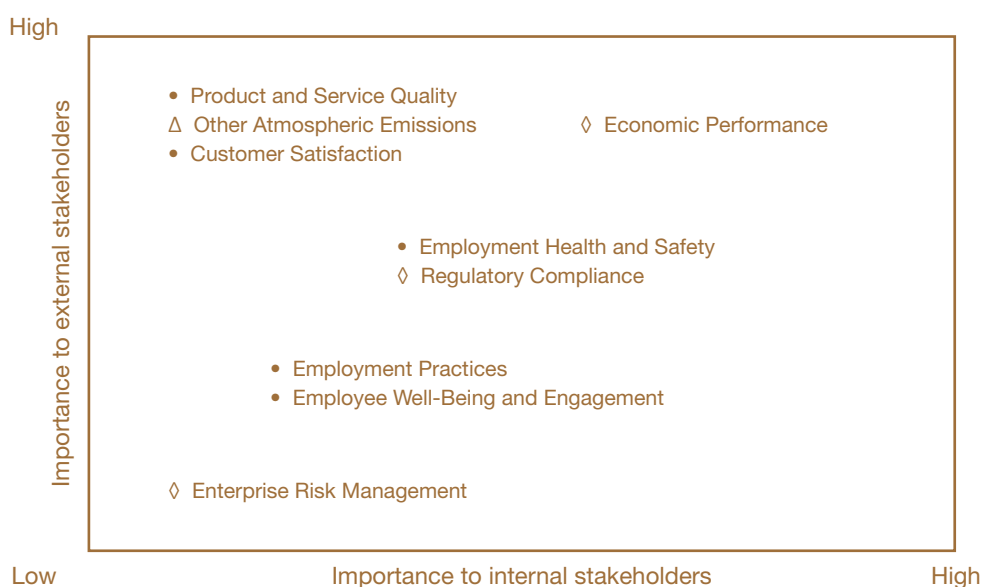 High
Importance to external stakeholders
• Product and Service Quality
Δ Other Atmospheric Emissions
◊ Economic Performance
• Customer Satisfaction
• Employment Health and Safety
◊ Regulatory Compliance
• Employment Practices
• Employee Well-Being and Engagement
◊ Enterprise Risk Management
Low
Importance to internal stakeholders
High